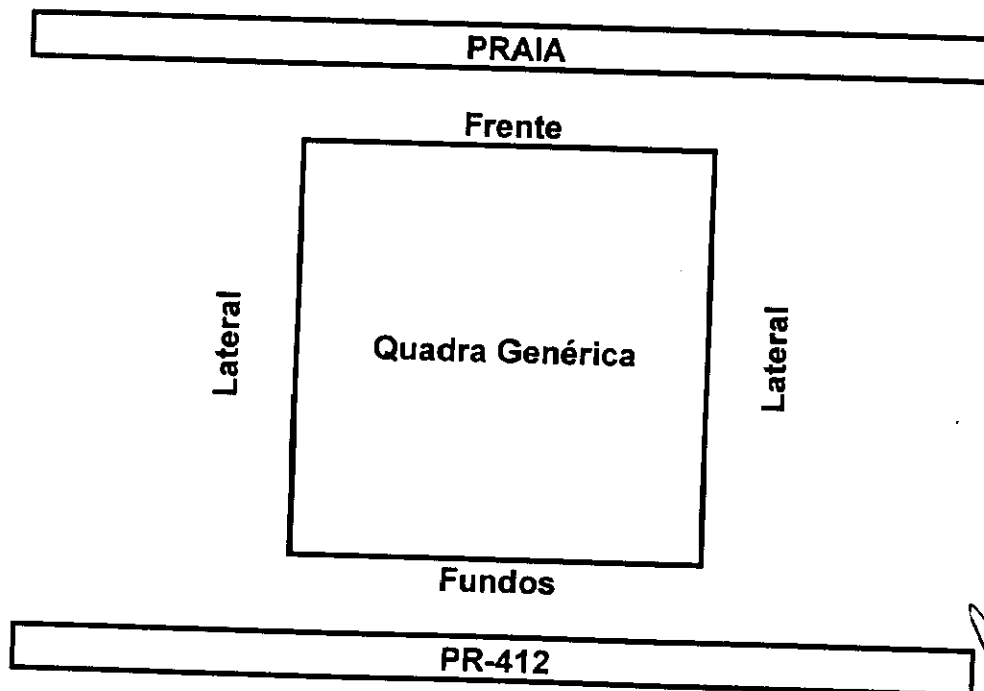 PRAIA
Frente
Lateral
Quadra Genérica
Lateral
Fundos
PR-412